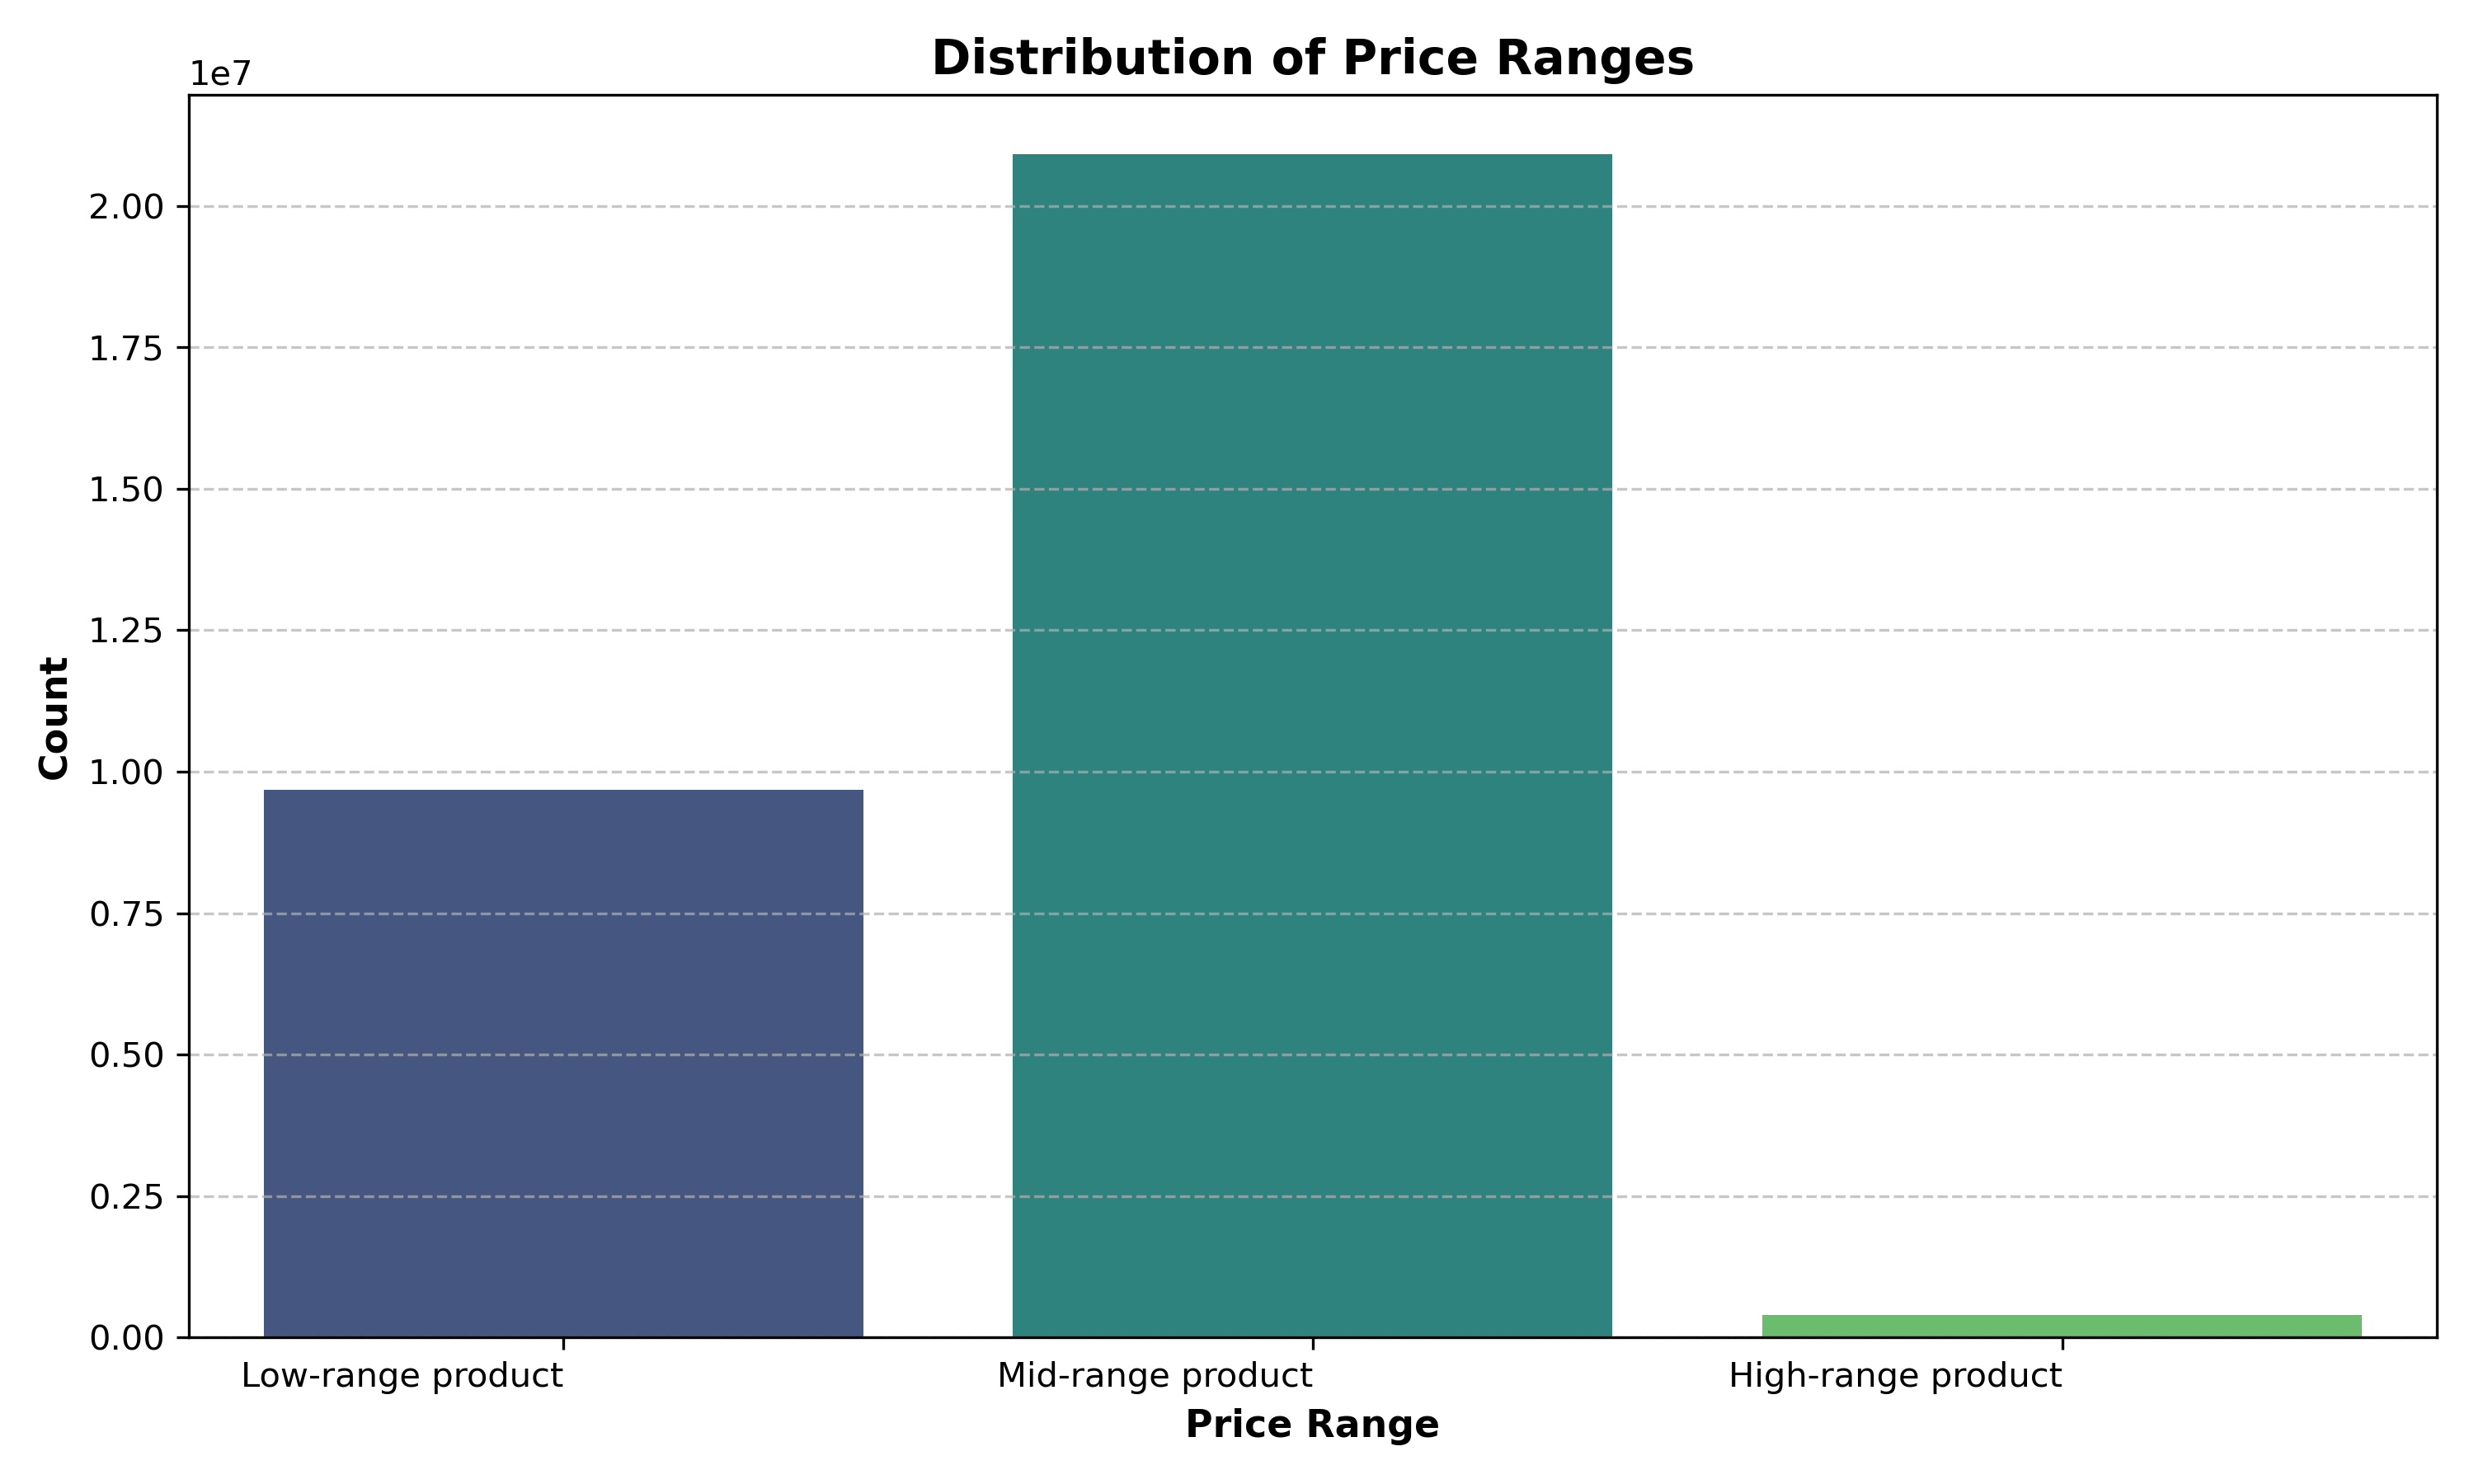 Distribution of Price Ranges
1e7
2.00
1.75
1.50
1.25
1.00
0.75
0.50
0.25
0.00
Count
Low-range product Mid-range product High-range product
Price Range